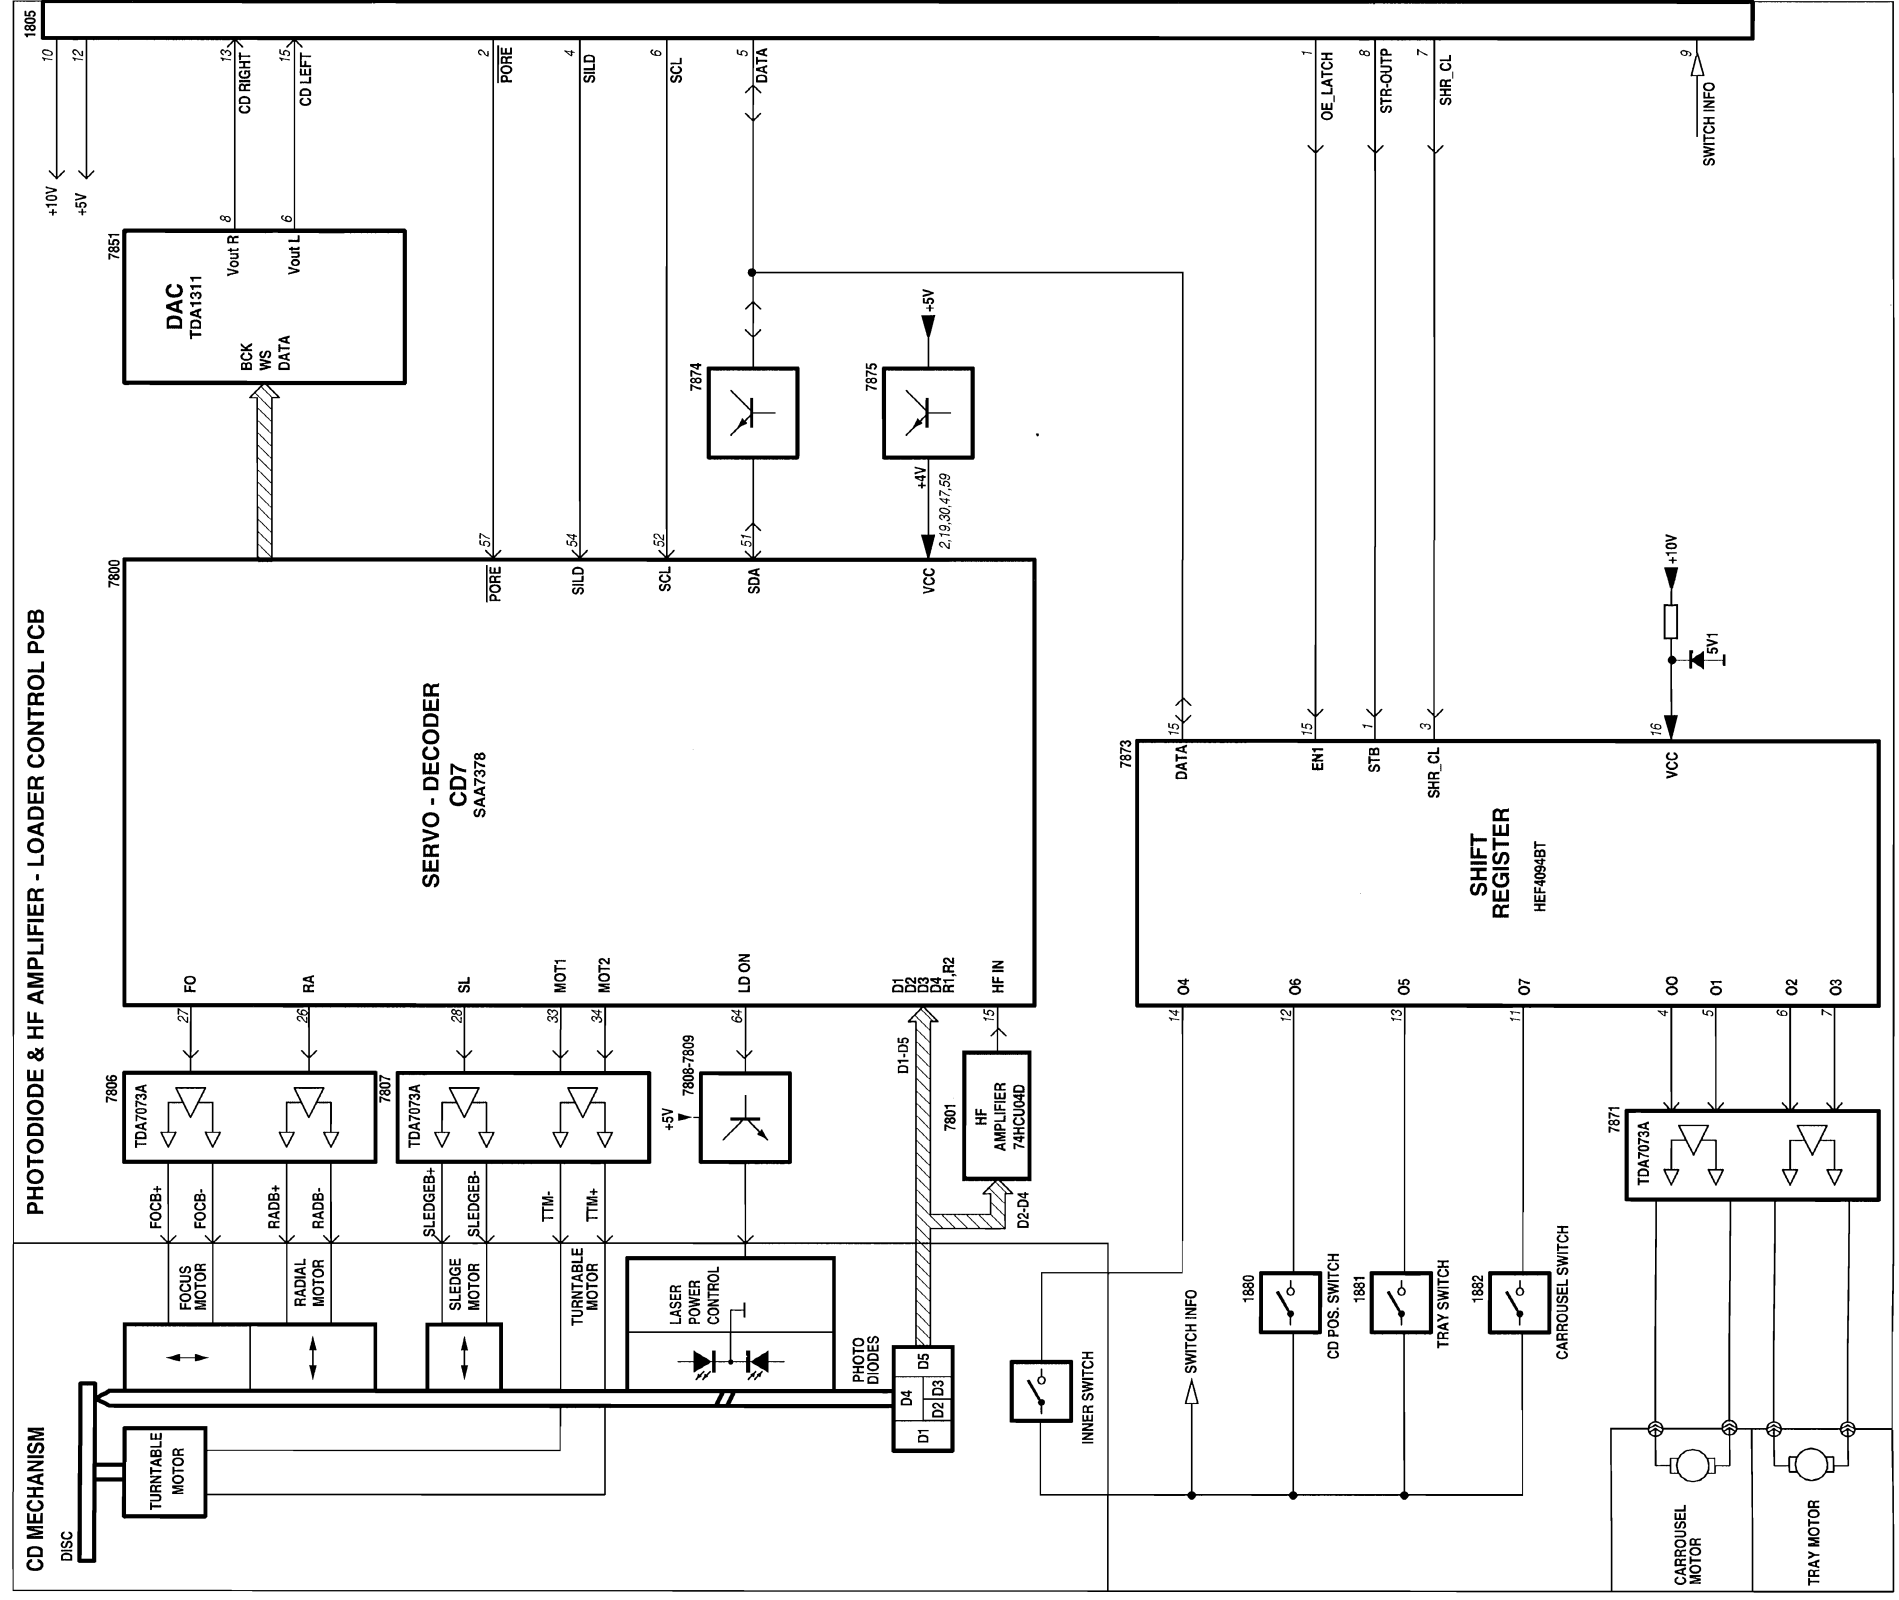 PHOTODIODE & HF AMPLIFIER - LOADER CONTROL PCB
CD MECHANISM
DISC
TURNTABLE
MOTOR
FOCUS
MOTOR
RADIAL
MOTOR
SLEDGE
MOTOR
TURNTABLE
MOTOR
LASER
POWER
CONTROL
PHOTO
DIODES
D1
D2
D3
D4
D5
FOCB+
FOCB-
RADB+
RADB-
SLEDGEB+
SLEDGEB-
TTM-
TTM+
7806
TDA7073A
7807
TDA7073A
7808-7809
+5V
7801
HF
AMPLIFIER
74HCU04D
D1-D5
D2-D4
27
26
28
33
34
64
15
FO
RA
SL
MOT1
MOT2
LD ON
D1
D2
D3
D4
R1,R2
HF IN
7800
SERVO - DECODER
CD7
SAA7378
PORE
SILD
SCL
SDA
VCC
57
54
52
51
2,19,30,47,59
+4V
7874
7875
+5V
7851
DAC
TDA1311
BCK
WS
DATA
Vout R
Vout L
8
6
+10V
+5V
1805
10
12
13
CD RIGHT
15
CD LEFT
2
PORE
4
SILD
6
SCL
5
DATA
1
OE_LATCH
8
STR-OUTP
7
SHR_CL
9
SWITCH INFO
7873
SHIFT
REGISTER
HEF4094BT
DATA
EN1
STB
SHR_CL
VCC
15
15
1
3
16
+10V
5V1
O4
O6
O5
O7
OO
O1
O2
O3
14
12
13
11
4
5
6
7
7871
TDA7073A
INNER SWITCH
SWITCH INFO
1880
CD POS. SWITCH
1881
TRAY SWITCH
1882
CARROUSEL SWITCH
CARROUSEL
MOTOR
TRAY MOTOR